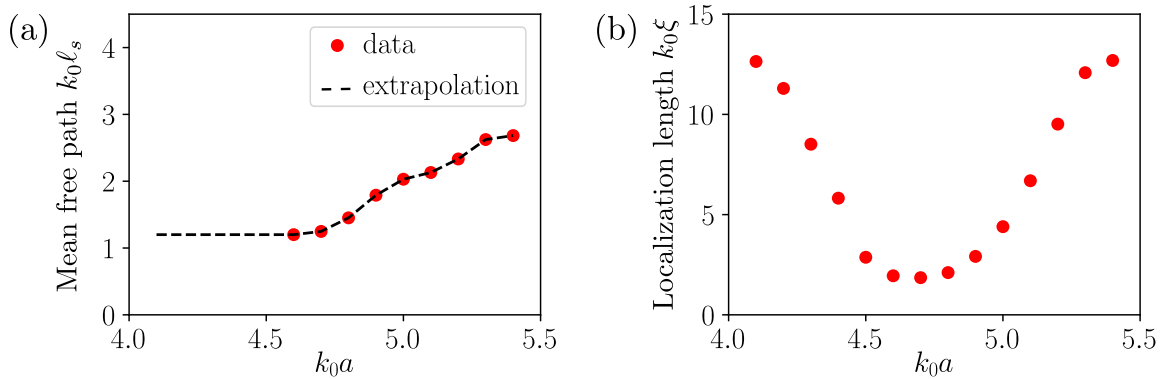 (a)
Mean free path k₀ℓₛ
4
3
2
1
0
data
extrapolation
4.0
4.5
5.0
5.5
k₀a
(b)
Localization length k₀ξ
15
10
5
0
4.0
4.5
5.0
5.5
k₀a